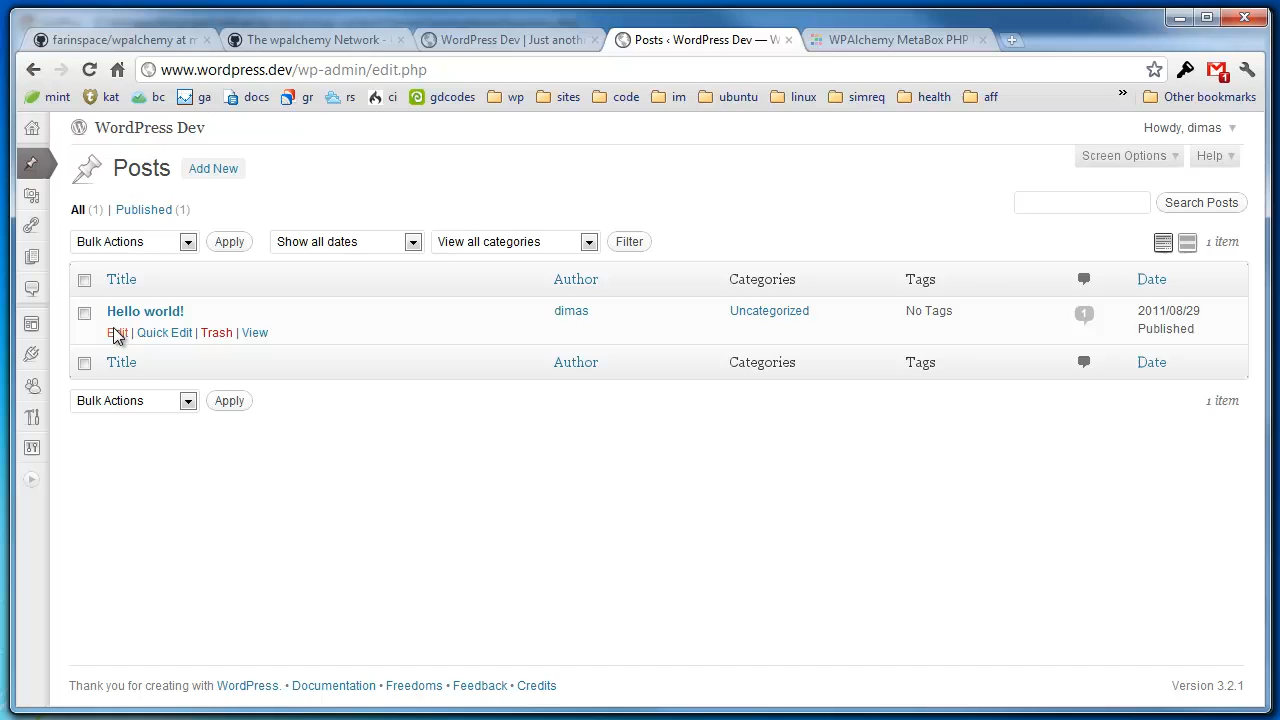 farinspace/wpalchemy at m
The wpalchemy Network -
WordPress Dev | Just anoth
Posts ‹ WordPress Dev — W
WPAlchemy MetaBox PHP
www.wordpress.dev/wp-admin/edit.php
1
mint kat bc ga docs gr rs ci gdcodes wp sites code im ubuntu linux simreq health aff » Other bookmarks
WordPress Dev
Howdy, dimas
Posts Add New
Screen Options Help
All (1) | Published (1)
Search Posts
Bulk Actions Apply Show all dates View all categories Filter 1 item
Title Author Categories Tags Date
Hello world! dimas Uncategorized No Tags 1 2011/08/29
Published
Edit | Quick Edit | Trash | View
Title Author Categories Tags Date
Bulk Actions Apply 1 item
Thank you for creating with WordPress. • Documentation • Freedoms • Feedback • Credits
Version 3.2.1